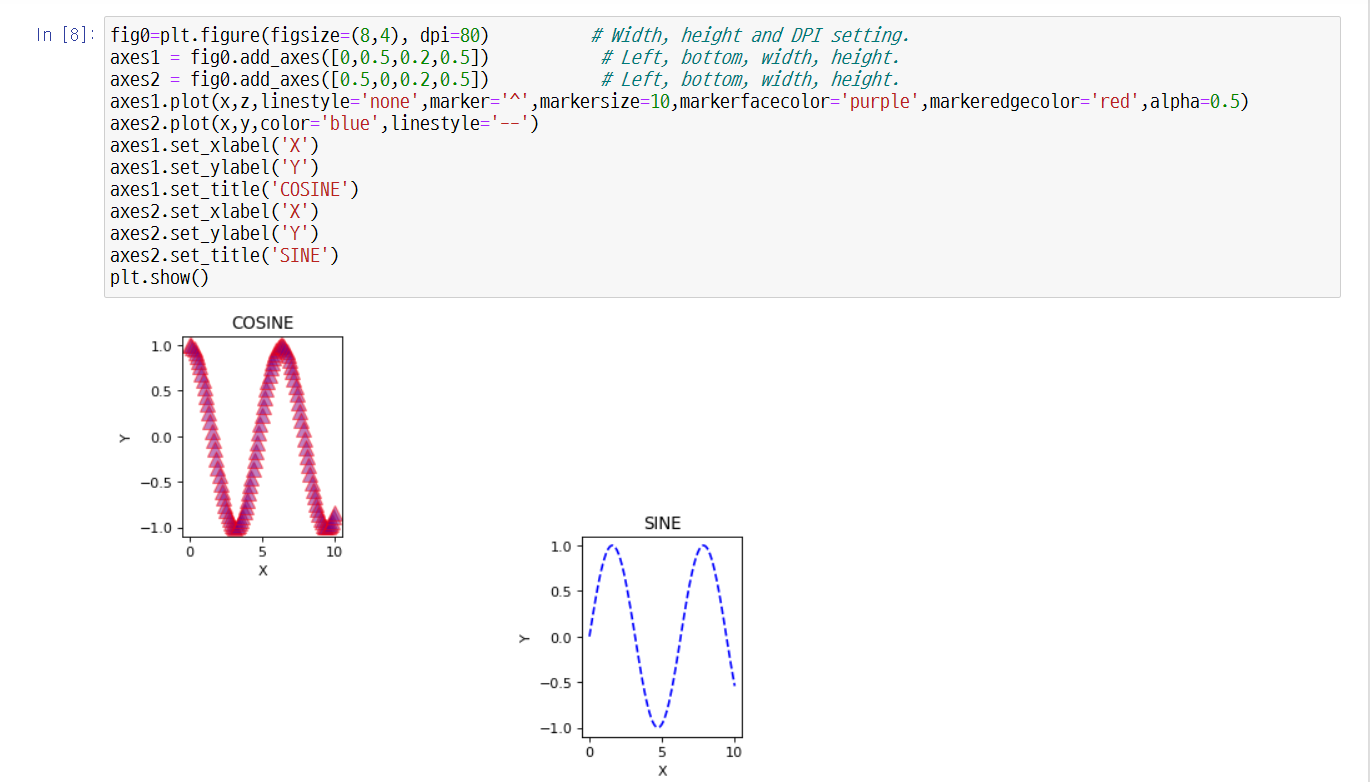 In [8]:
fig0=plt.figure(figsize=(8,4), dpi=80) # Width, height and DPI setting.
axes1 = fig0.add_axes([0,0.5,0.2,0.5]) # Left, bottom, width, height.
axes2 = fig0.add_axes([0.5,0,0.2,0.5]) # Left, bottom, width, height.
axes1.plot(x,z,linestyle='none',marker='^',markersize=10,markerfacecolor='purple',markeredgecolor='red',alpha=0.5)
axes2.plot(x,y,color='blue',linestyle='--')
axes1.set_xlabel('X')
axes1.set_ylabel('Y')
axes1.set_title('COSINE')
axes2.set_xlabel('X')
axes2.set_ylabel('Y')
axes2.set_title('SINE')
plt.show()
COSINE
1.0
0.5
0.0
−0.5
−1.0
Y
0 5 10
X
SINE
1.0
0.5
0.0
−0.5
−1.0
Y
0 5 10
X